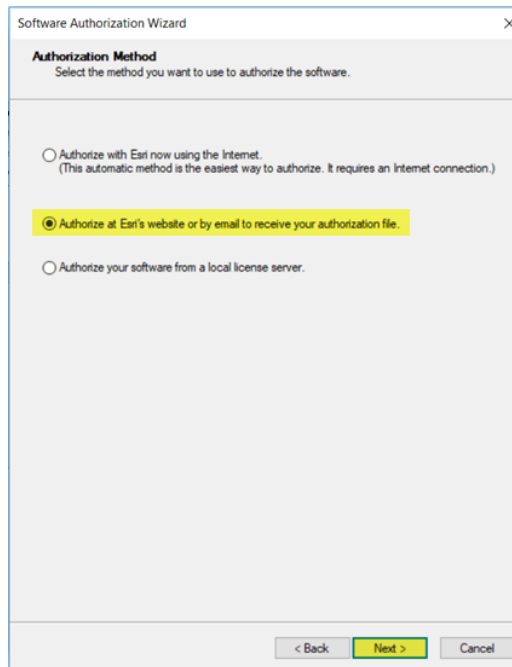 Software Authorization Wizard
Authorization Method
Select the method you want to use to authorize the software.
Authorize with Esri now using the Internet.
(This automatic method is the easiest way to authorize. It requires an Internet connection.)
Authorize at Esri's website or by email to receive your authorization file.
Authorize your software from a local license server.
< Back Next > Cancel